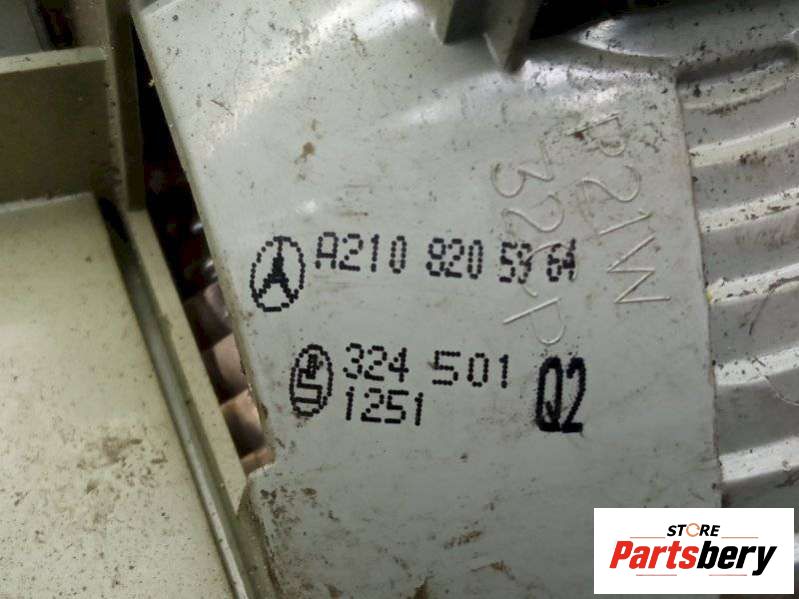 P21W
32CP
A210 820 59 64
324 501
1251
Q2
STORE
Partsbery